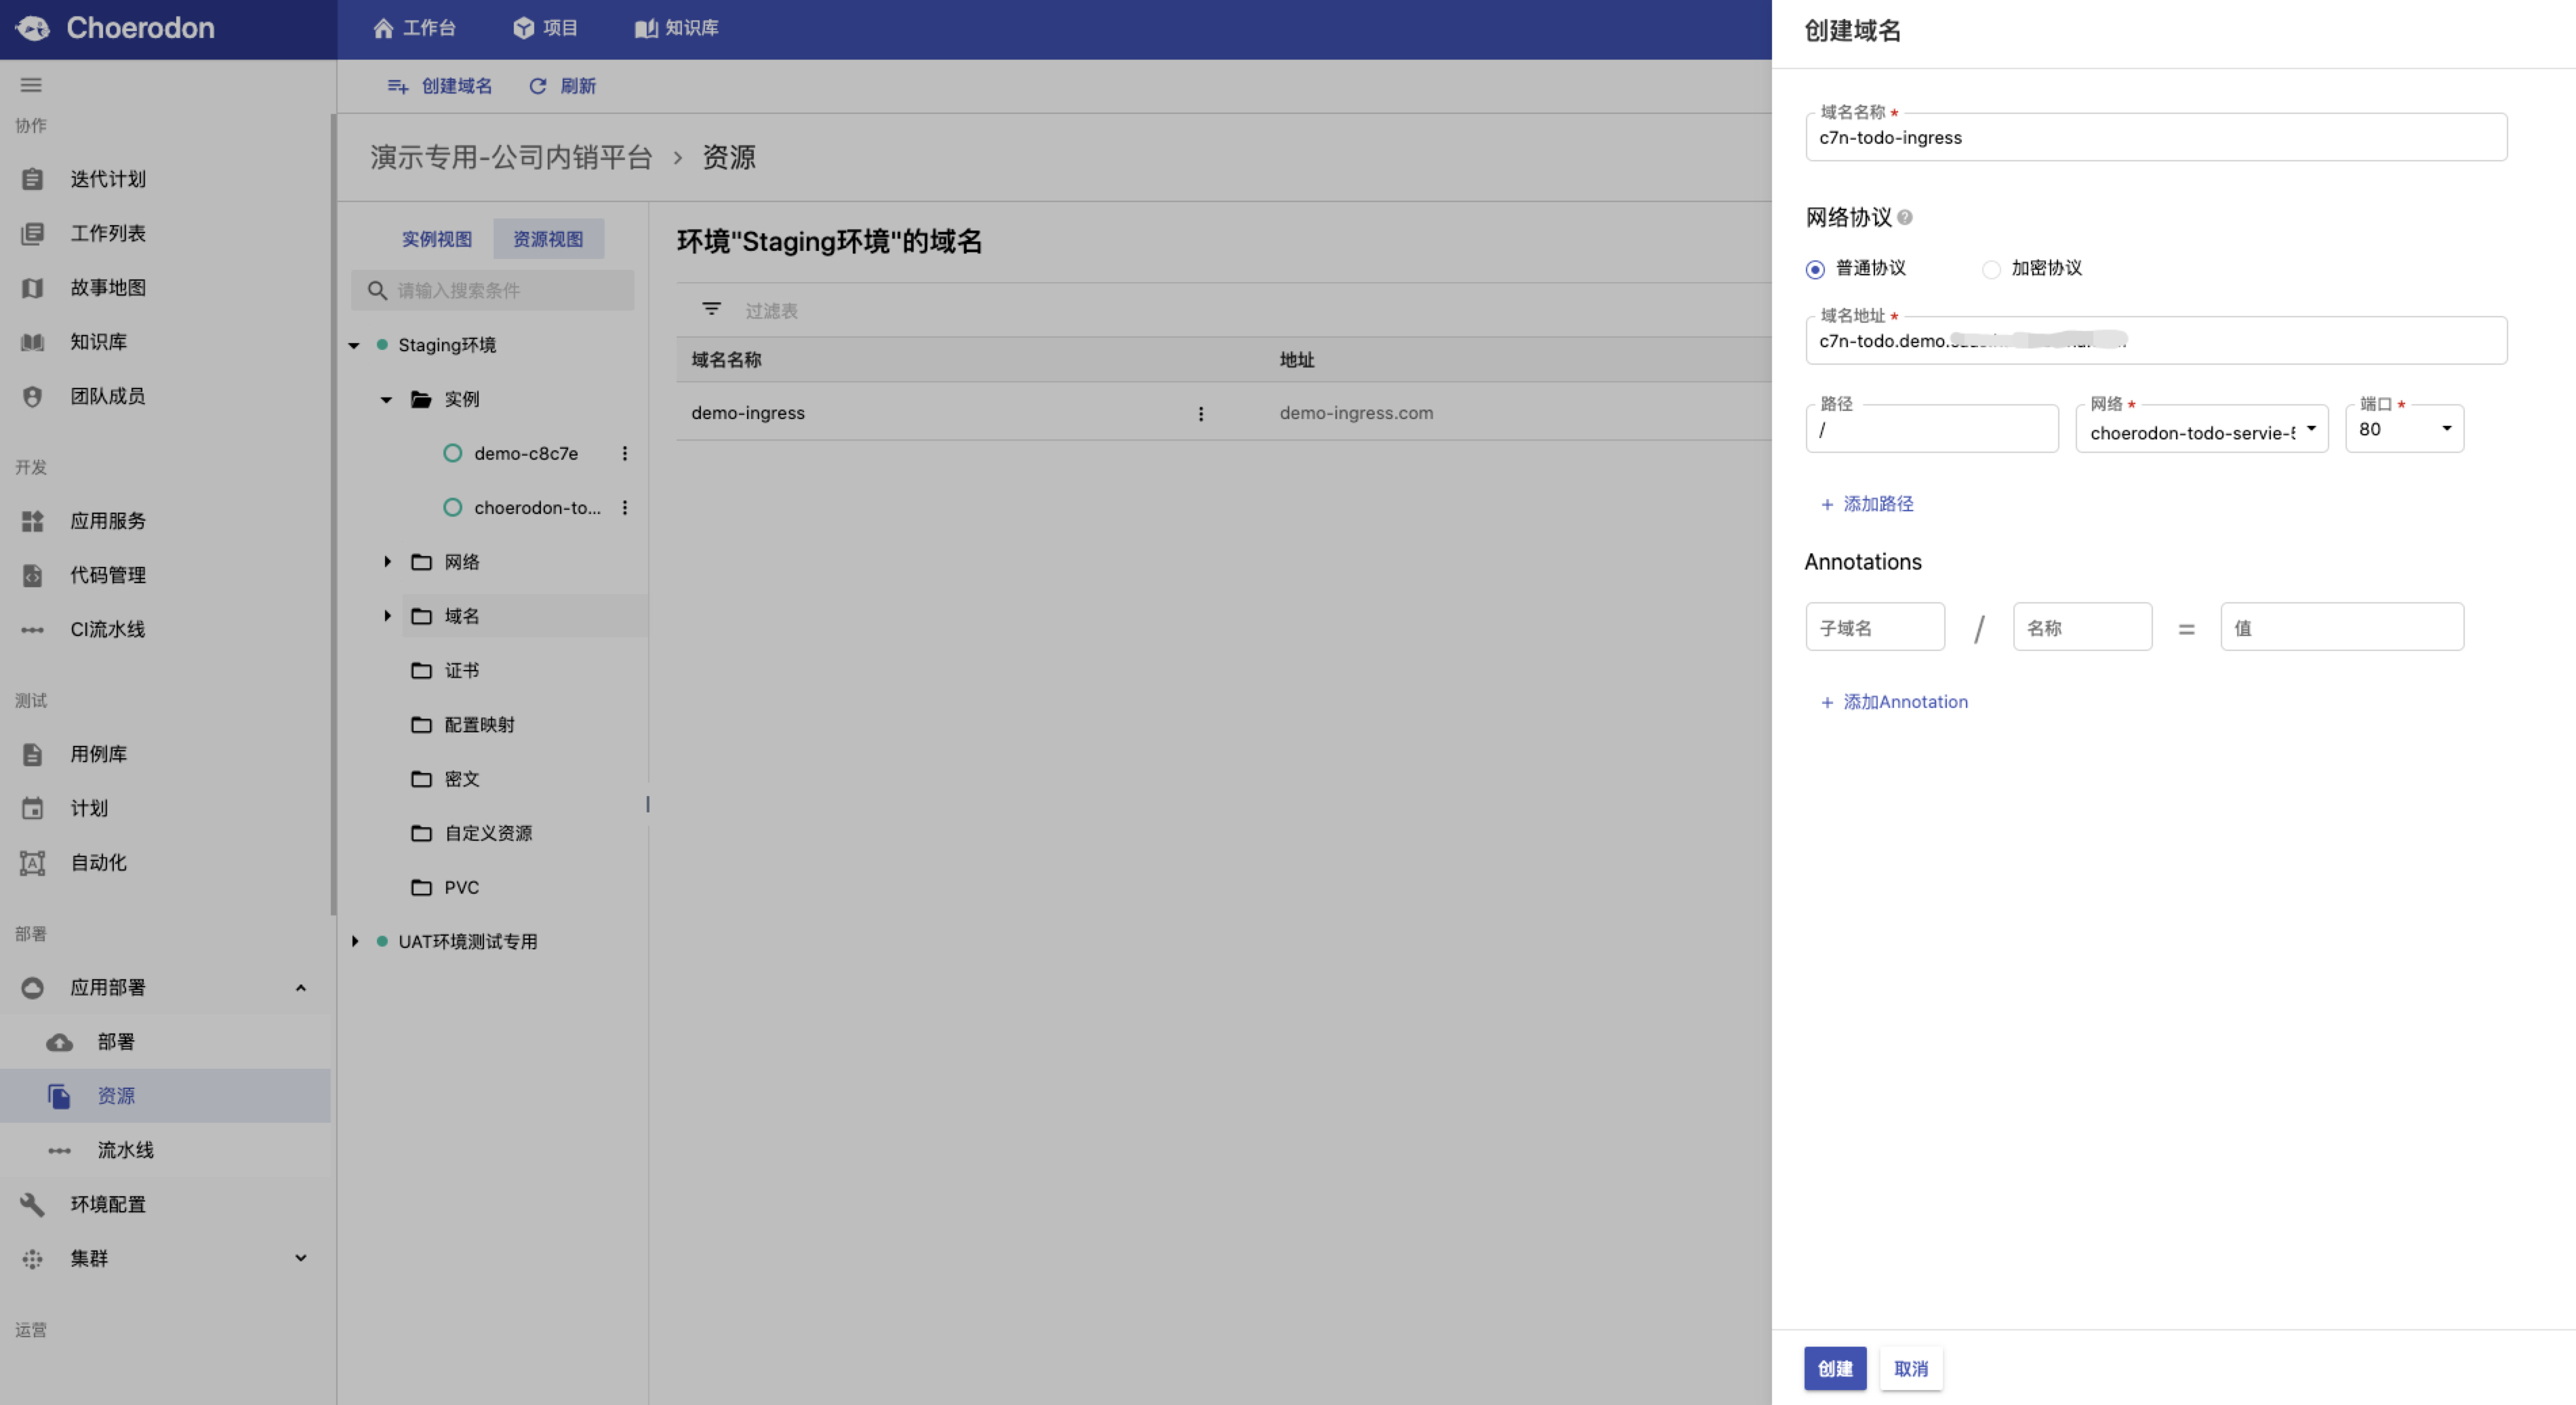 Choerodon
工作台
项目
知识库
协作
迭代计划
工作列表
故事地图
知识库
团队成员
开发
应用服务
代码管理
CI流水线
测试
用例库
计划
自动化
部署
应用部署
部署
资源
流水线
环境配置
集群
运营
创建域名
刷新
演示专用-公司内销平台 › 资源
实例视图
资源视图
请输入搜索条件
Staging环境
实例
demo-c8c7e
choerodon-to...
网络
域名
证书
配置映射
密文
自定义资源
PVC
UAT环境测试专用
环境"Staging环境"的域名
过滤表
域名名称 地址
demo-ingress demo-ingress.com
创建域名
域名名称 *
c7n-todo-ingress
网络协议
普通协议 加密协议
域名地址 *
c7n-todo.demo.
路径 网络 * 端口 *
/ choerodon-todo-servie- 80
+ 添加路径
Annotations
子域名 / 名称 = 值
+ 添加Annotation
创建 取消